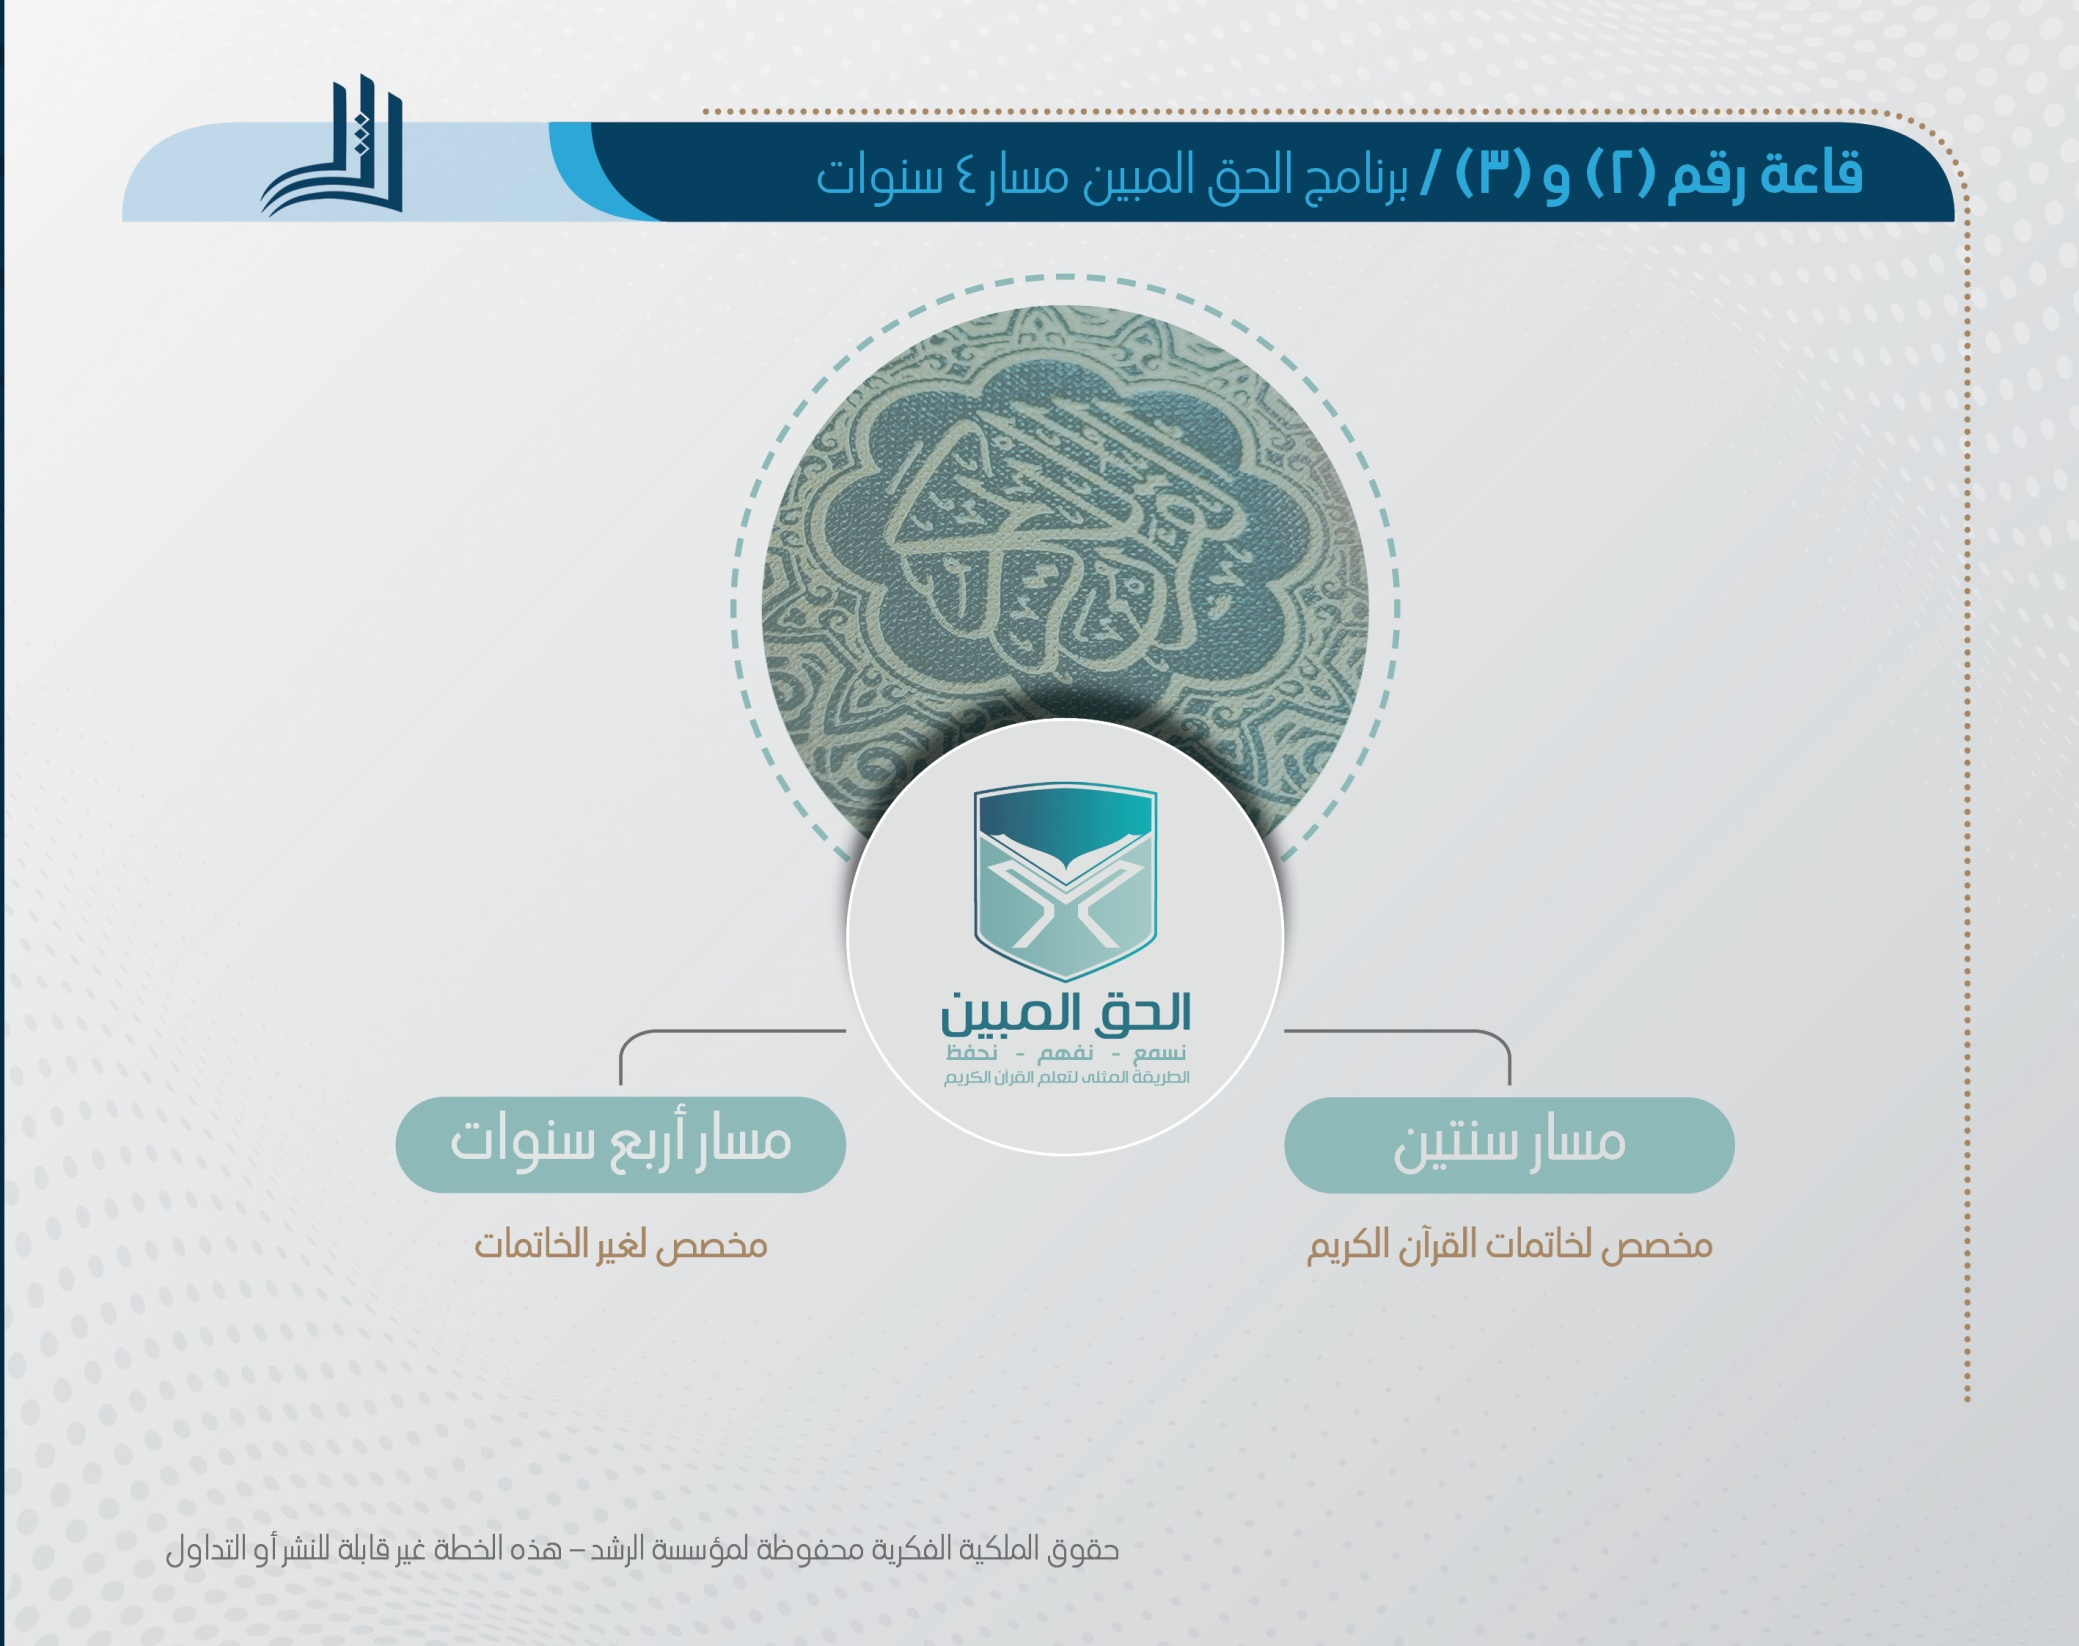 قاعة رقم (٢) و (٣) / برنامج الحق المبين مسار ٤ سنوات
الحق المبين
نسمع - نفهم - نحفظ
الطريقة المثلى لتعلم القرآن الكريم
مسار سنتين
مسار أربع سنوات
مخصص لخاتمات القرآن الكريم
مخصص لغير الخاتمات
حقوق الملكية الفكرية محفوظة لمؤسسة الرشد – هذه الخطة غير قابلة للنشر أو التداول